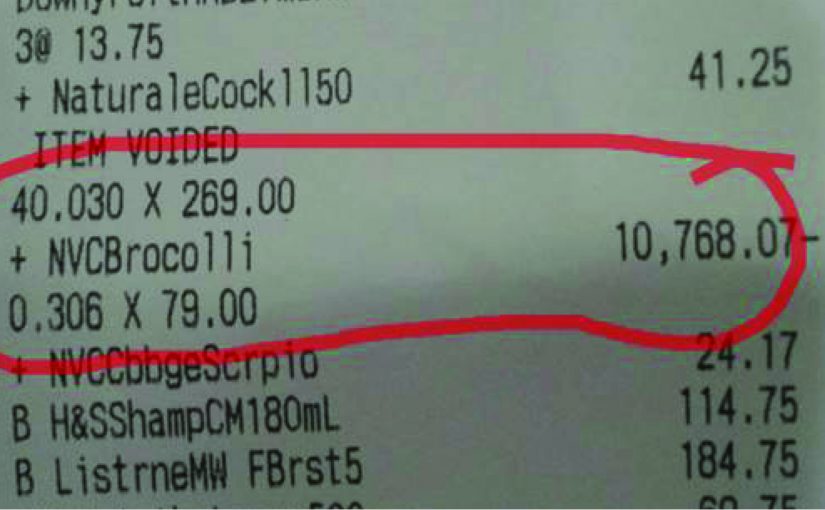 3@ 13.75
+ NaturaleCockl150 41.25
ITEM VOIDED
40.030 X 269.00
+ NVCBrocolli 10,768.07-
0.306 X 79.00
+ NVCCbbgeScrpio 24.17
B H&SShampCM180mL 114.75
B ListrneMW FBrst5 184.75